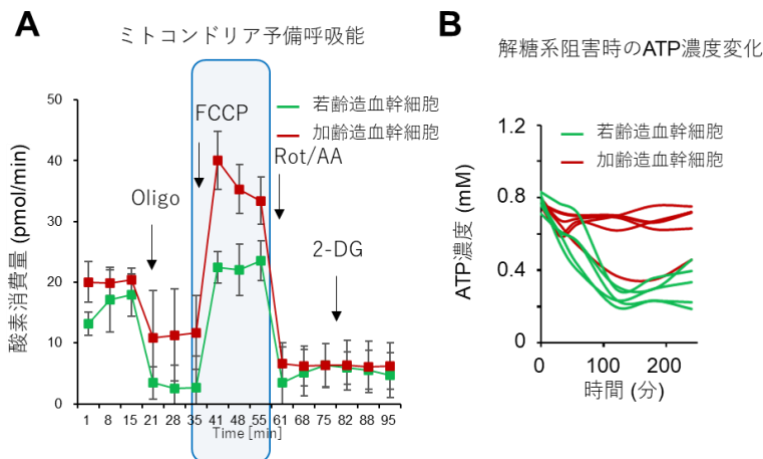 A
ミトコンドリア予備呼吸能
酸素消費量 (pmol/min)
50
40
30
20
10
0
FCCP
若齢造血幹細胞
加齢造血幹細胞
Oligo
Rot/AA
2-DG
1 8 15 21 28 35 41 48 55 61 68 75 82 88 95
Time [min]
B
解糖系阻害時のATP濃度変化
若齢造血幹細胞
加齢造血幹細胞
ATP濃度 (mM)
1.2
0.8
0.4
0
0 100 200
時間 (分)